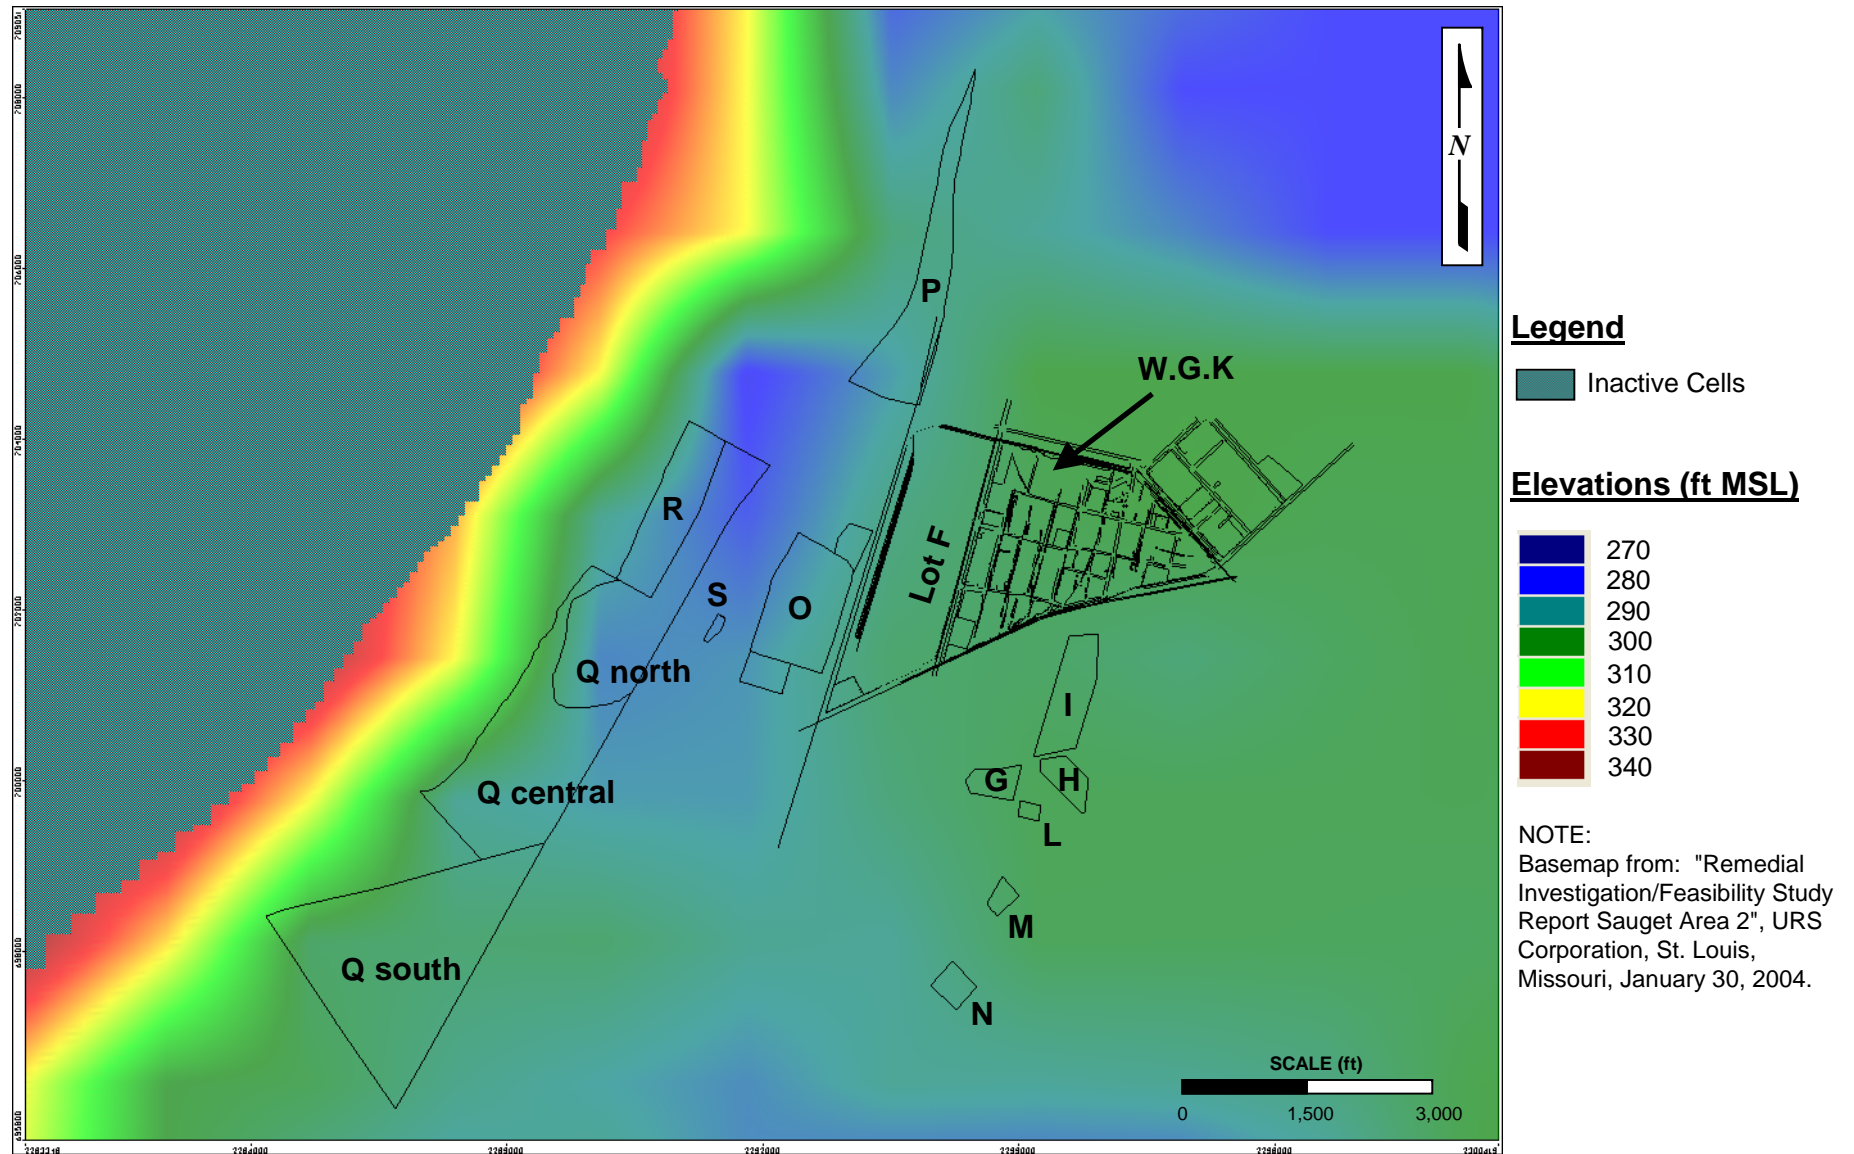 N
P
W.G.K
R
Lot F
S
O
Q north
I
Q central
G
H
L
M
Q south
N
SCALE (ft)
0
1,500
3,000
Legend
Inactive Cells
Elevations (ft MSL)
270
280
290
300
310
320
330
340
NOTE:
Basemap from: "Remedial
Investigation/Feasibility Study
Report Sauget Area 2", URS
Corporation, St. Louis,
Missouri, January 30, 2004.